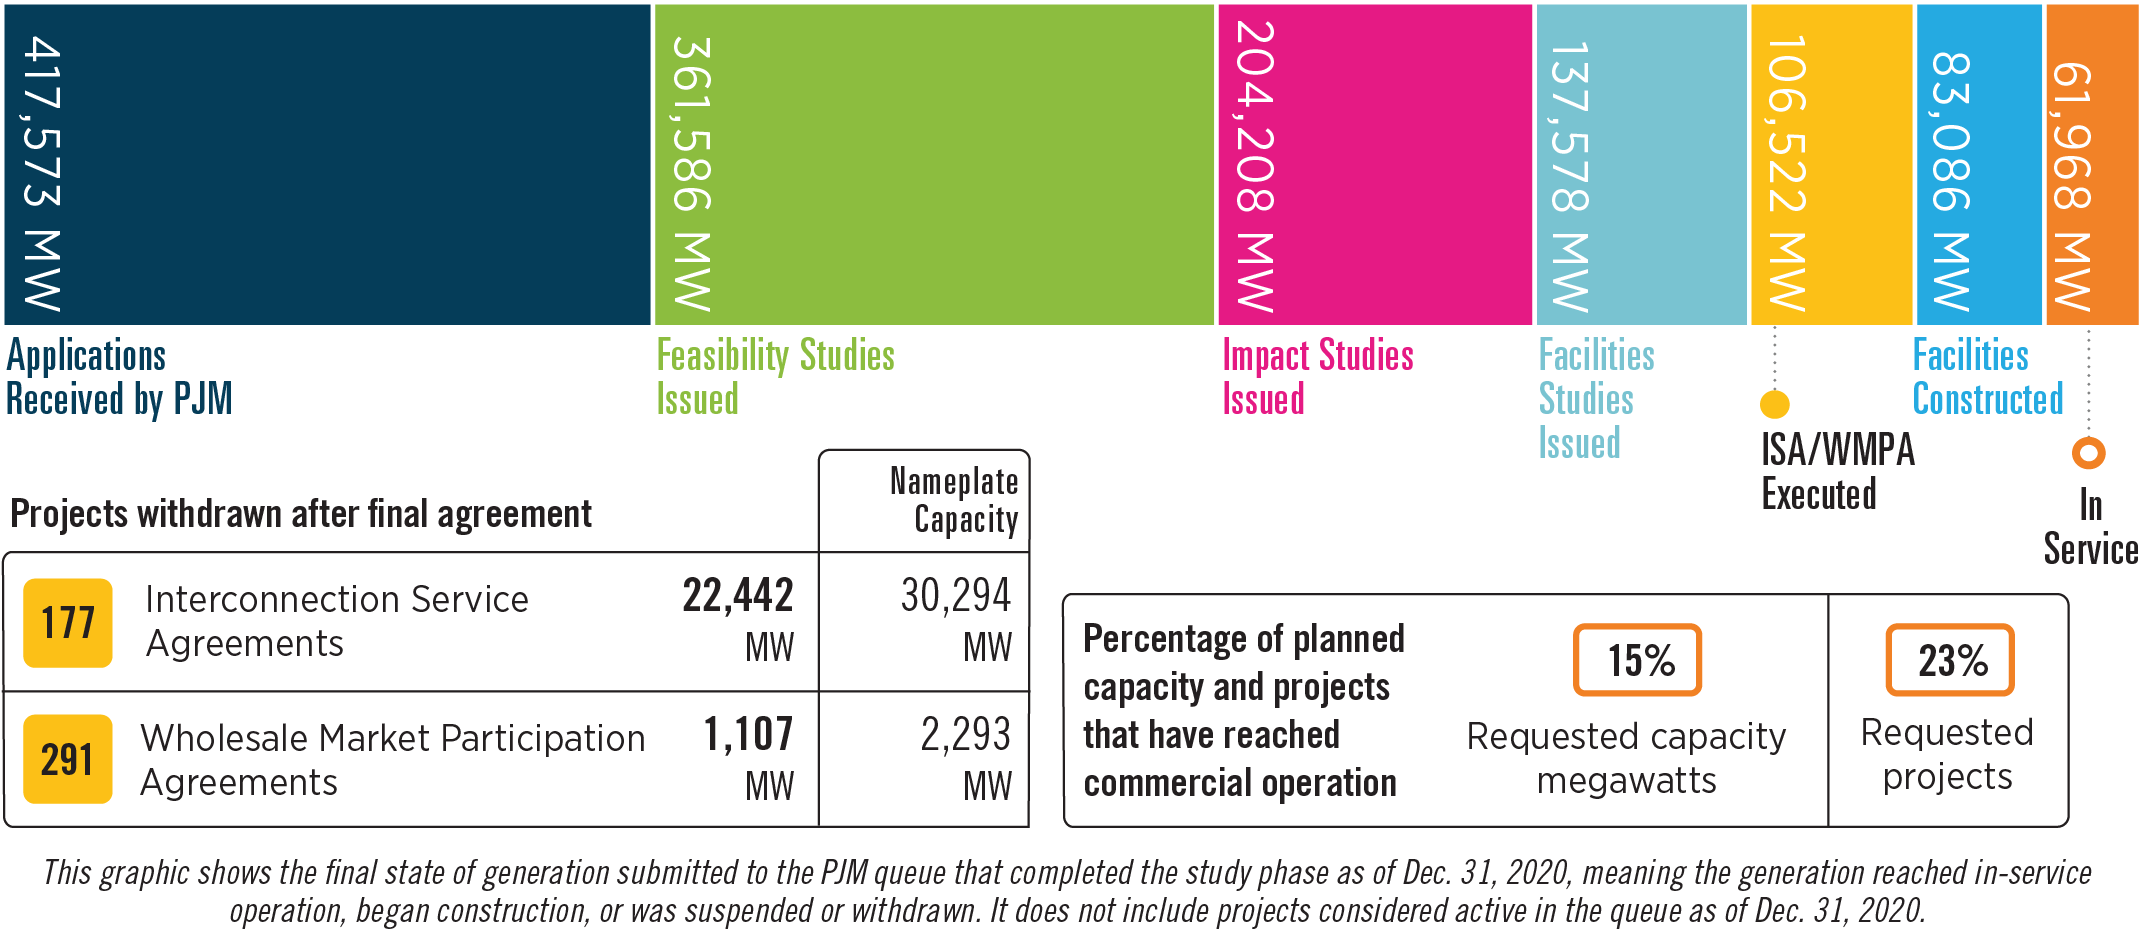 417,573 MW
361,586 MW
204,208 MW
137,578 MW
106,522 MW
83,086 MW
61,968 MW
Applications
Received by PJM
Feasibility Studies
Issued
Impact Studies
Issued
Facilities
Studies
Issued
ISA/WMPA
Executed
Facilities
Constructed
In
Service
Projects withdrawn after final agreement
Nameplate
Capacity
177
Interconnection Service
Agreements
22,442
MW
30,294
MW
291
Wholesale Market Participation
Agreements
1,107
MW
2,293
MW
Percentage of planned
capacity and projects
that have reached
commercial operation
15%
Requested capacity
megawatts
23%
Requested
projects
This graphic shows the final state of generation submitted to the PJM queue that completed the study phase as of Dec. 31, 2020, meaning the generation reached in-service
operation, began construction, or was suspended or withdrawn. It does not include projects considered active in the queue as of Dec. 31, 2020.